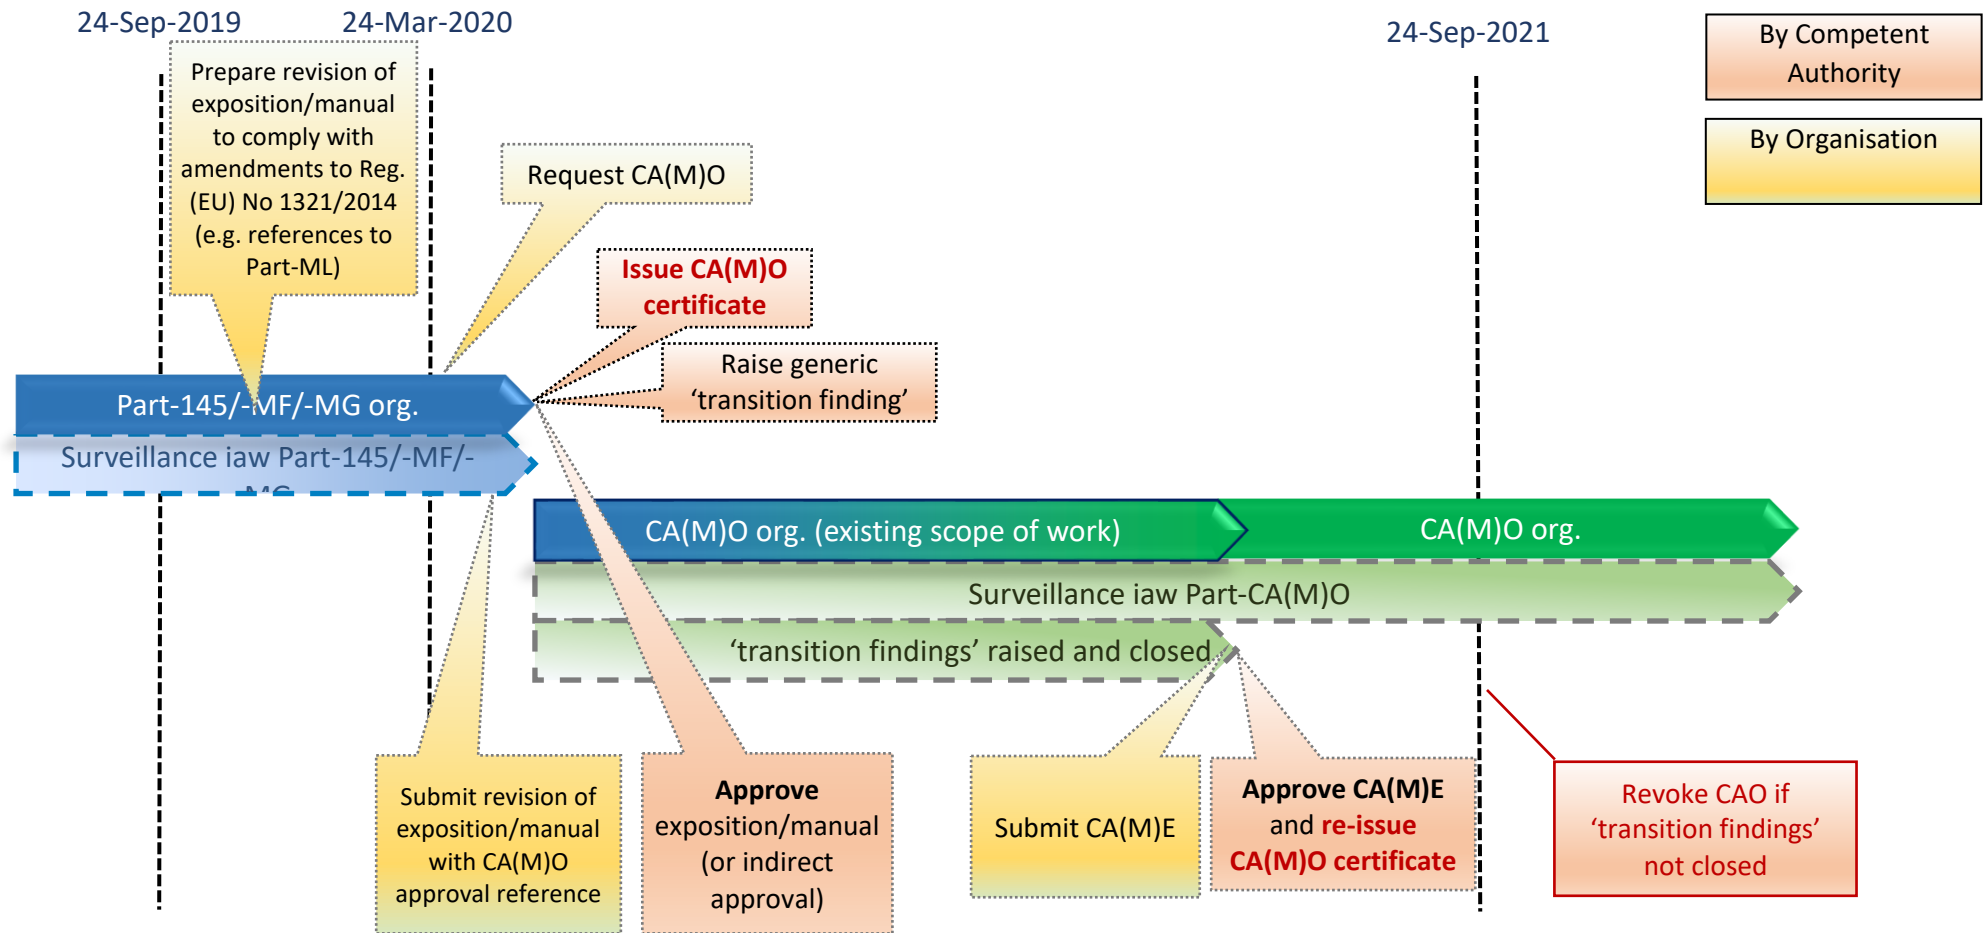 24-Sep-2019
24-Mar-2020
24-Sep-2021
By Competent
Authority
By Organisation
Prepare revision of
exposition/manual
to comply with
amendments to Reg.
(EU) No 1321/2014
(e.g. references to
Part-ML)
Request CA(M)O
Issue CA(M)O
certificate
Raise generic
‘transition finding’
Part-145/-MF/-MG org.
Surveillance iaw Part-145/-MF/-
MG
CA(M)O org. (existing scope of work)
CA(M)O org.
Surveillance iaw Part-CA(M)O
‘transition findings’ raised and closed
Submit revision of
exposition/manual
with CA(M)O
approval reference
Approve
exposition/manual
(or indirect
approval)
Submit CA(M)E
Approve CA(M)E
and re-issue
CA(M)O certificate
Revoke CAO if
‘transition findings’
not closed